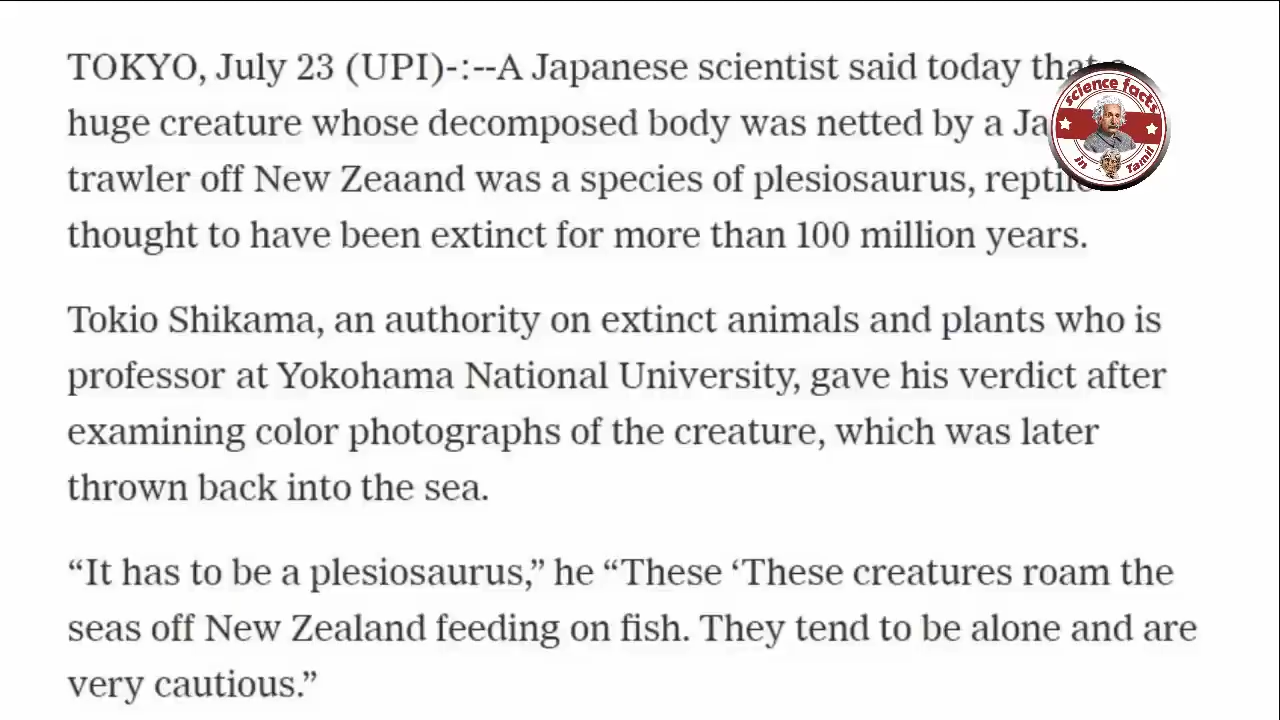 TOKYO, July 23 (UPI)-:--A Japanese scientist said today that a
huge creature whose decomposed body was netted by a
trawler off New Zeaand was a species of plesiosaurus,
thought to have been extinct for more than 100 million years.
Tokio Shikama, an authority on extinct animals and plants who is
professor at Yokohama National University, gave his verdict after
examining color photographs of the creature, which was later
thrown back into the sea.
“It has to be a plesiosaurus,” he “These ‘These creatures roam the
seas off New Zealand feeding on fish. They tend to be alone and are
very cautious.”
science facts
in Tamil